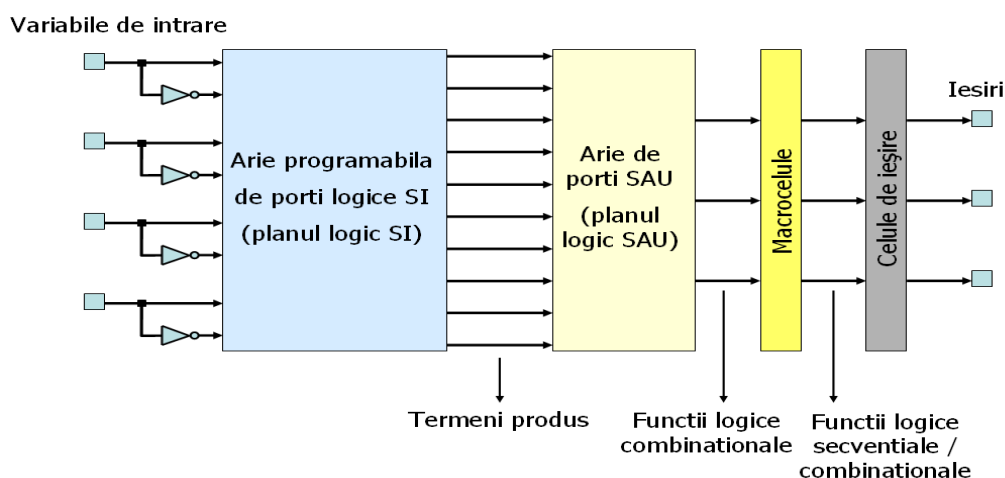 Variabile de intrare
Arie programabila
de porti logice SI
(planul logic SI)
Arie de
porti SAU
(planul
logic SAU)
Macrocelule
Celule de ieşire
Iesiri
Termeni produs
Functii logice
combinationale
Functii logice
secventiale /
combinationale